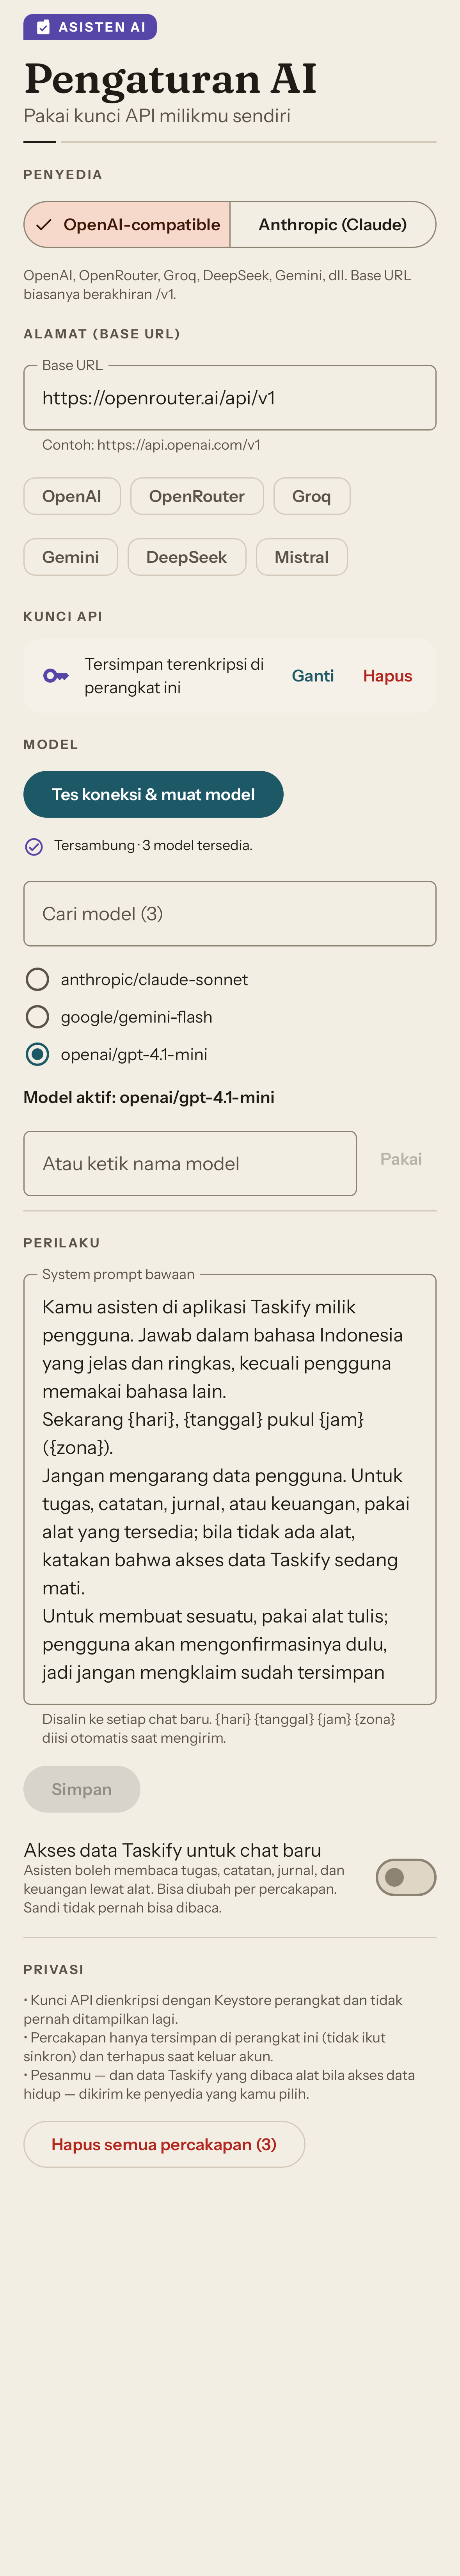 ASISTEN AI
Pengaturan AI
Pakai kunci API milikmu sendiri
PENYEDIA
OpenAI-compatible
Anthropic (Claude)
OpenAI, OpenRouter, Groq, DeepSeek, Gemini, dll. Base URL
biasanya berakhiran /v1.
ALAMAT (BASE URL)
Base URL
https://openrouter.ai/api/v1
Contoh: https://api.openai.com/v1
OpenAI
OpenRouter
Groq
Gemini
DeepSeek
Mistral
KUNCI API
Tersimpan terenkripsi di
perangkat ini
Ganti
Hapus
MODEL
Tes koneksi & muat model
Tersambung · 3 model tersedia.
Cari model (3)
anthropic/claude-sonnet
google/gemini-flash
openai/gpt-4.1-mini
Model aktif: openai/gpt-4.1-mini
Atau ketik nama model
Pakai
PERILAKU
System prompt bawaan
Kamu asisten di aplikasi Taskify milik
pengguna. Jawab dalam bahasa Indonesia
yang jelas dan ringkas, kecuali pengguna
memakai bahasa lain.
Sekarang {hari}, {tanggal} pukul {jam}
({zona}).
Jangan mengarang data pengguna. Untuk
tugas, catatan, jurnal, atau keuangan, pakai
alat yang tersedia; bila tidak ada alat,
katakan bahwa akses data Taskify sedang
mati.
Untuk membuat sesuatu, pakai alat tulis;
pengguna akan mengonfirmasinya dulu,
jadi jangan mengklaim sudah tersimpan
Disalin ke setiap chat baru. {hari} {tanggal} {jam} {zona}
diisi otomatis saat mengirim.
Simpan
Akses data Taskify untuk chat baru
Asisten boleh membaca tugas, catatan, jurnal, dan
keuangan lewat alat. Bisa diubah per percakapan.
Sandi tidak pernah bisa dibaca.
PRIVASI
• Kunci API dienkripsi dengan Keystore perangkat dan tidak
pernah ditampilkan lagi.
• Percakapan hanya tersimpan di perangkat ini (tidak ikut
sinkron) dan terhapus saat keluar akun.
• Pesanmu — dan data Taskify yang dibaca alat bila akses data
hidup — dikirim ke penyedia yang kamu pilih.
Hapus semua percakapan (3)